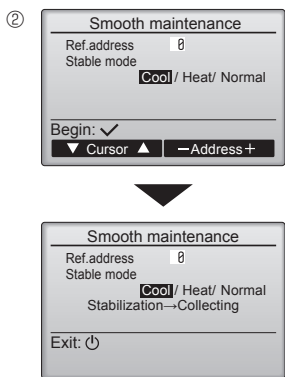 ②
Smooth maintenance
Ref.address 0
Stable mode
Cool / Heat/ Normal
Begin: ✓
▼ Cursor ▲ −Address+
Smooth maintenance
Ref.address 0
Stable mode
Cool / Heat/ Normal
Stabilization→Collecting
Exit: ⏻